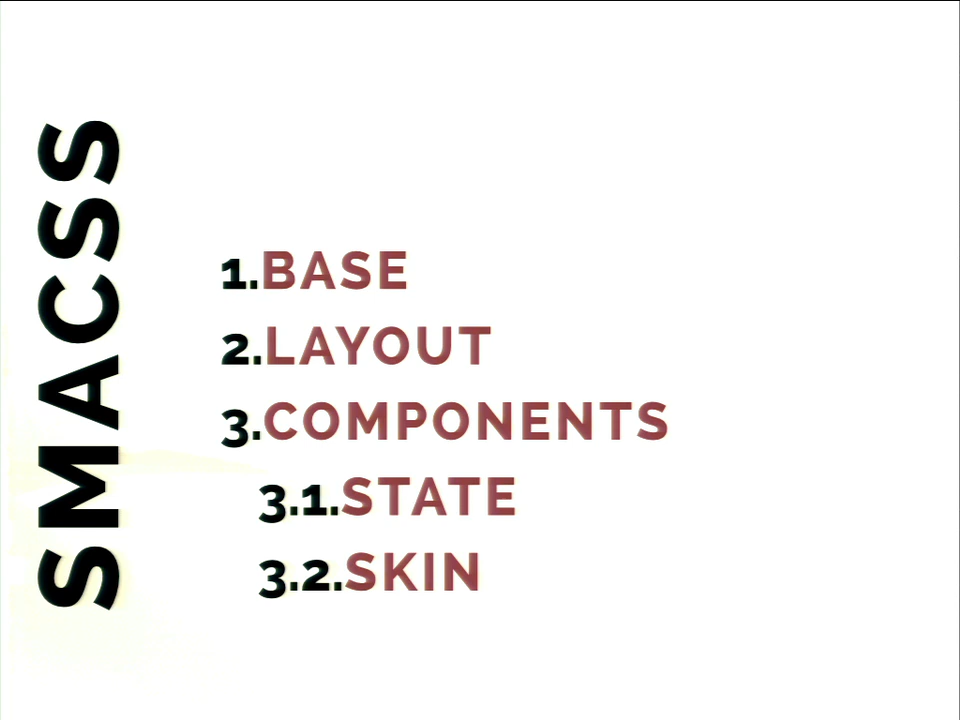 SMACSS
1.BASE
2.LAYOUT
3.COMPONENTS
3.1.STATE
3.2.SKIN